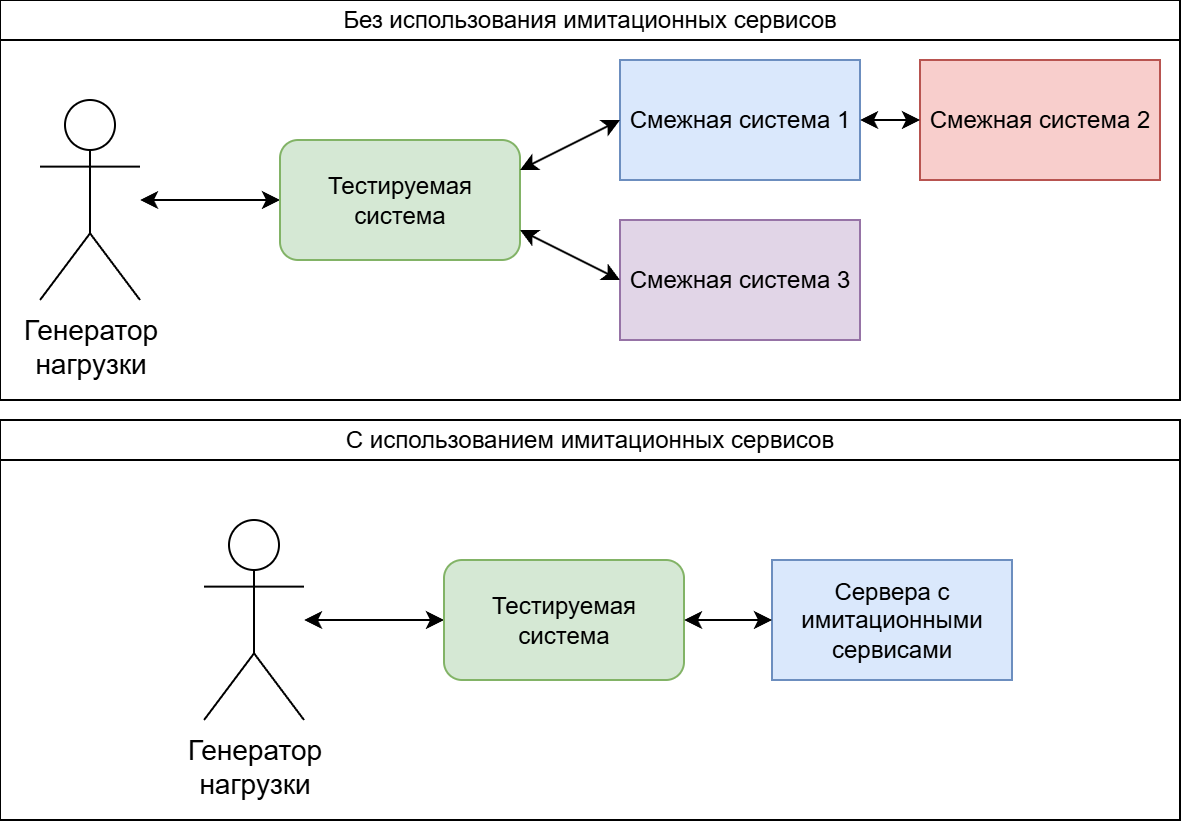 Без использования имитационных сервисов
Смежная система 1
Смежная система 2
Тестируемая
система
Смежная система 3
Генератор
нагрузки
С использованием имитационных сервисов
Тестируемая
система
Сервера с
имитационными
сервисами
Генератор
нагрузки